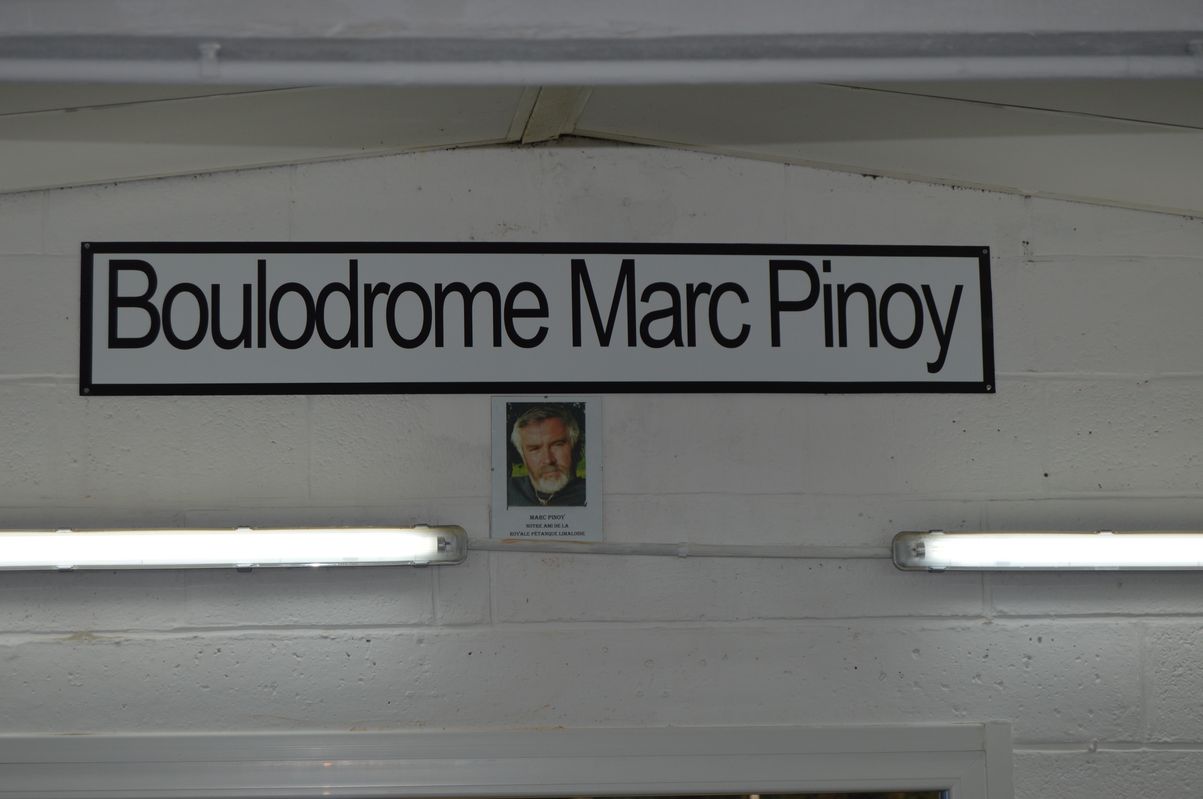 Boulodrome Marc Pinoy
MARC PINOY
NOTRE AMI DE LA
ROYALE PETANQUE LIMALOISE